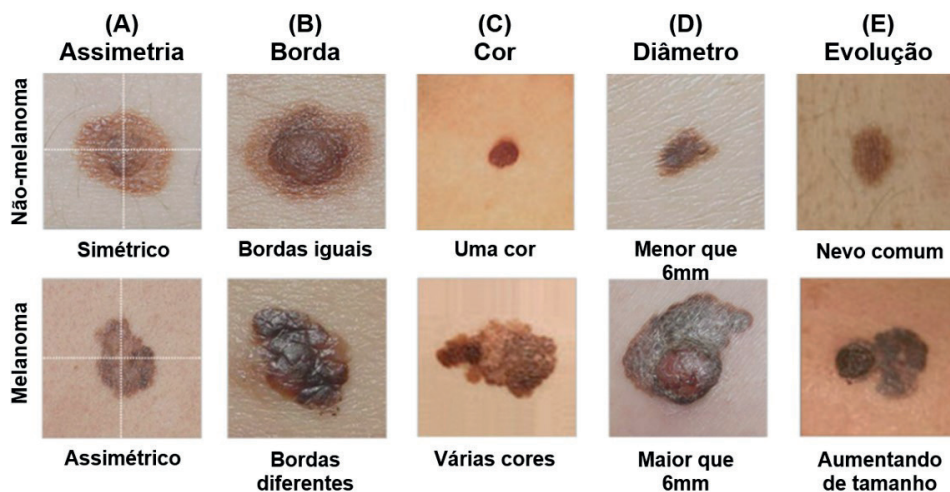 (A) (B) (C) (D) (E)
Assimetria Borda Cor Diâmetro Evolução
Não-melanoma
Simétrico Bordas iguais Uma cor Menor que Nevo comum
6mm
Melanoma
Assimétrico Bordas Várias cores Maior que Aumentando
diferentes 6mm de tamanho